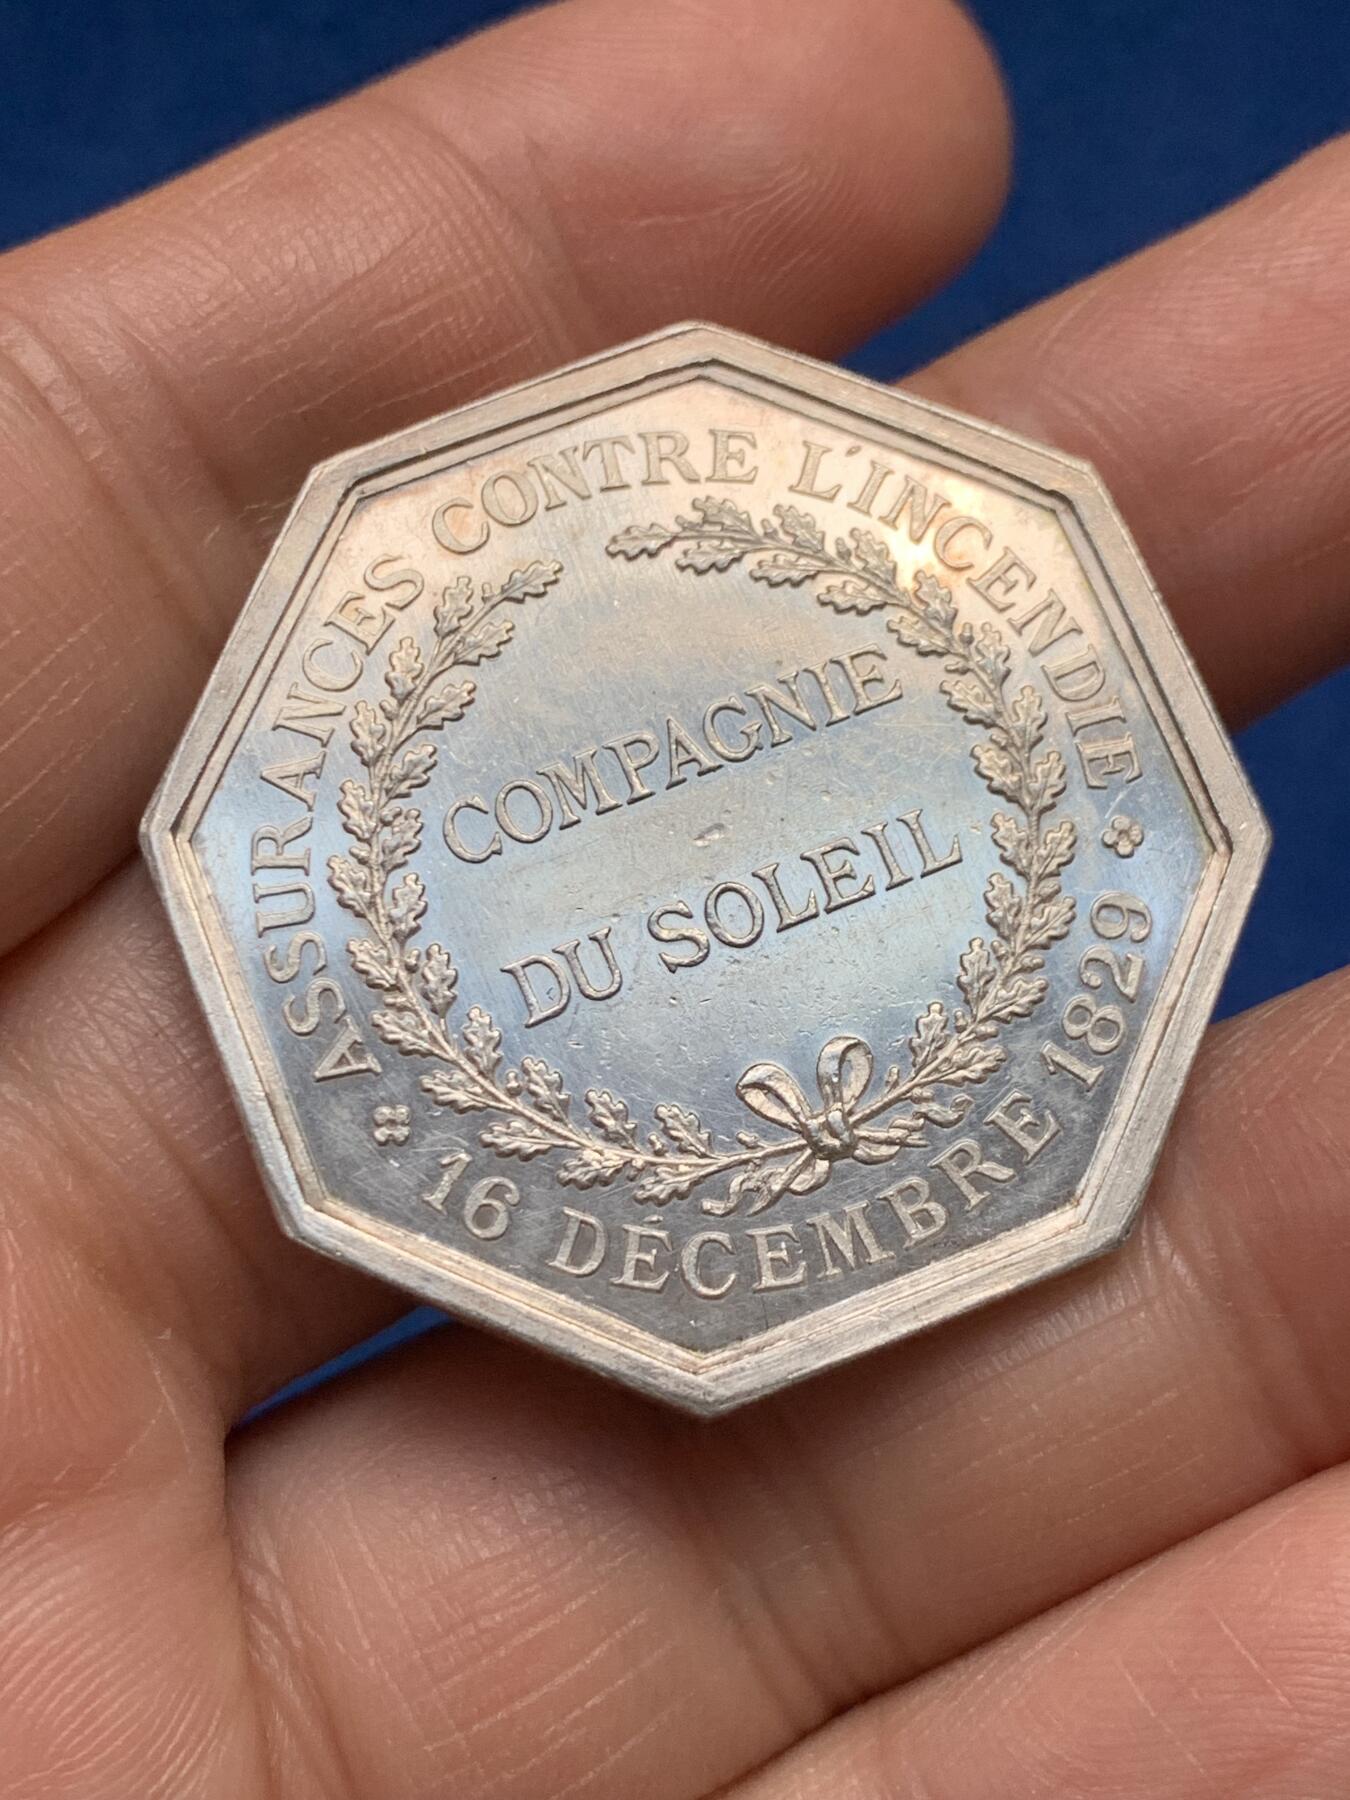 ASSURANCES CONTRE L'INCENDIE
COMPAGNIE
DU SOLEIL
16 DÉCEMBRE 1829